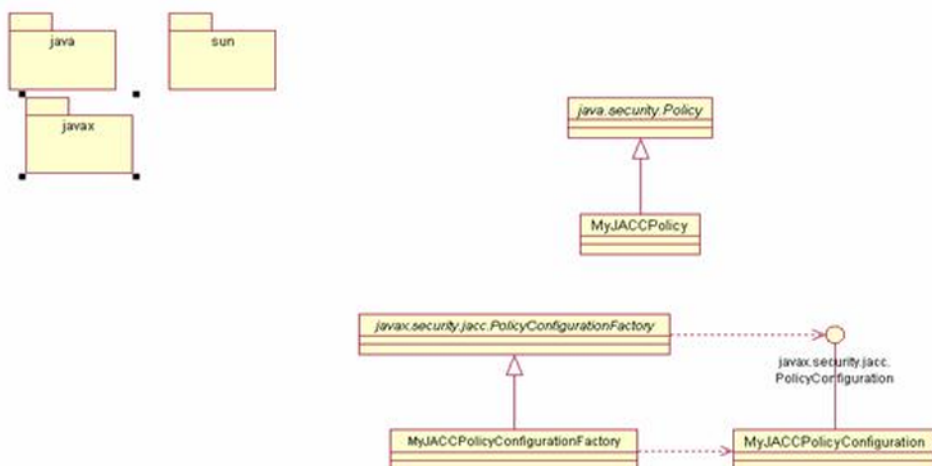 java
sun
javax
java.security.Policy
MyJACCPolicy
javax.security.jacc.PolicyConfigurationFactory
javax.security.jacc.
PolicyConfiguration
MyJACCPolicyConfigurationFactory
MyJACCPolicyConfiguration